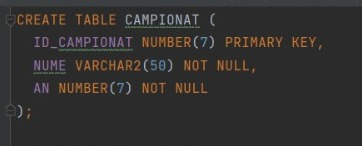 CREATE TABLE CAMPIONAT (
ID_CAMPIONAT NUMBER(7) PRIMARY KEY,
NUME VARCHAR2(50) NOT NULL,
AN NUMBER(7) NOT NULL
);